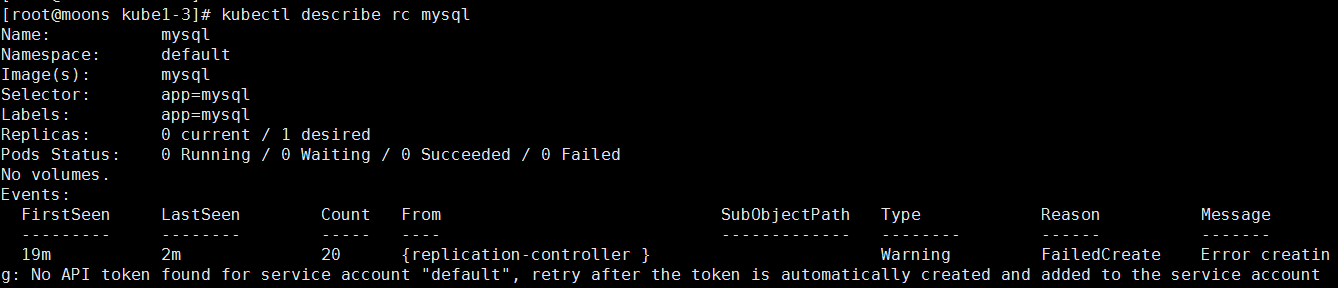 [root@moons kube1-3]# kubectl describe rc mysql
Name:           mysql
Namespace:      default
Image(s):       mysql
Selector:       app=mysql
Labels:         app=mysql
Replicas:       0 current / 1 desired
Pods Status:    0 Running / 0 Waiting / 0 Succeeded / 0 Failed
No volumes.
Events:
  FirstSeen     LastSeen        Count   From                            SubObjectPath   Type            Reason          Message
  ---------     --------        -----   ----                            -------------   --------        ------          -------
  19m           2m              20      {replication-controller }                       Warning         FailedCreate    Error creatin
g: No API token found for service account "default", retry after the token is automatically created and added to the service account